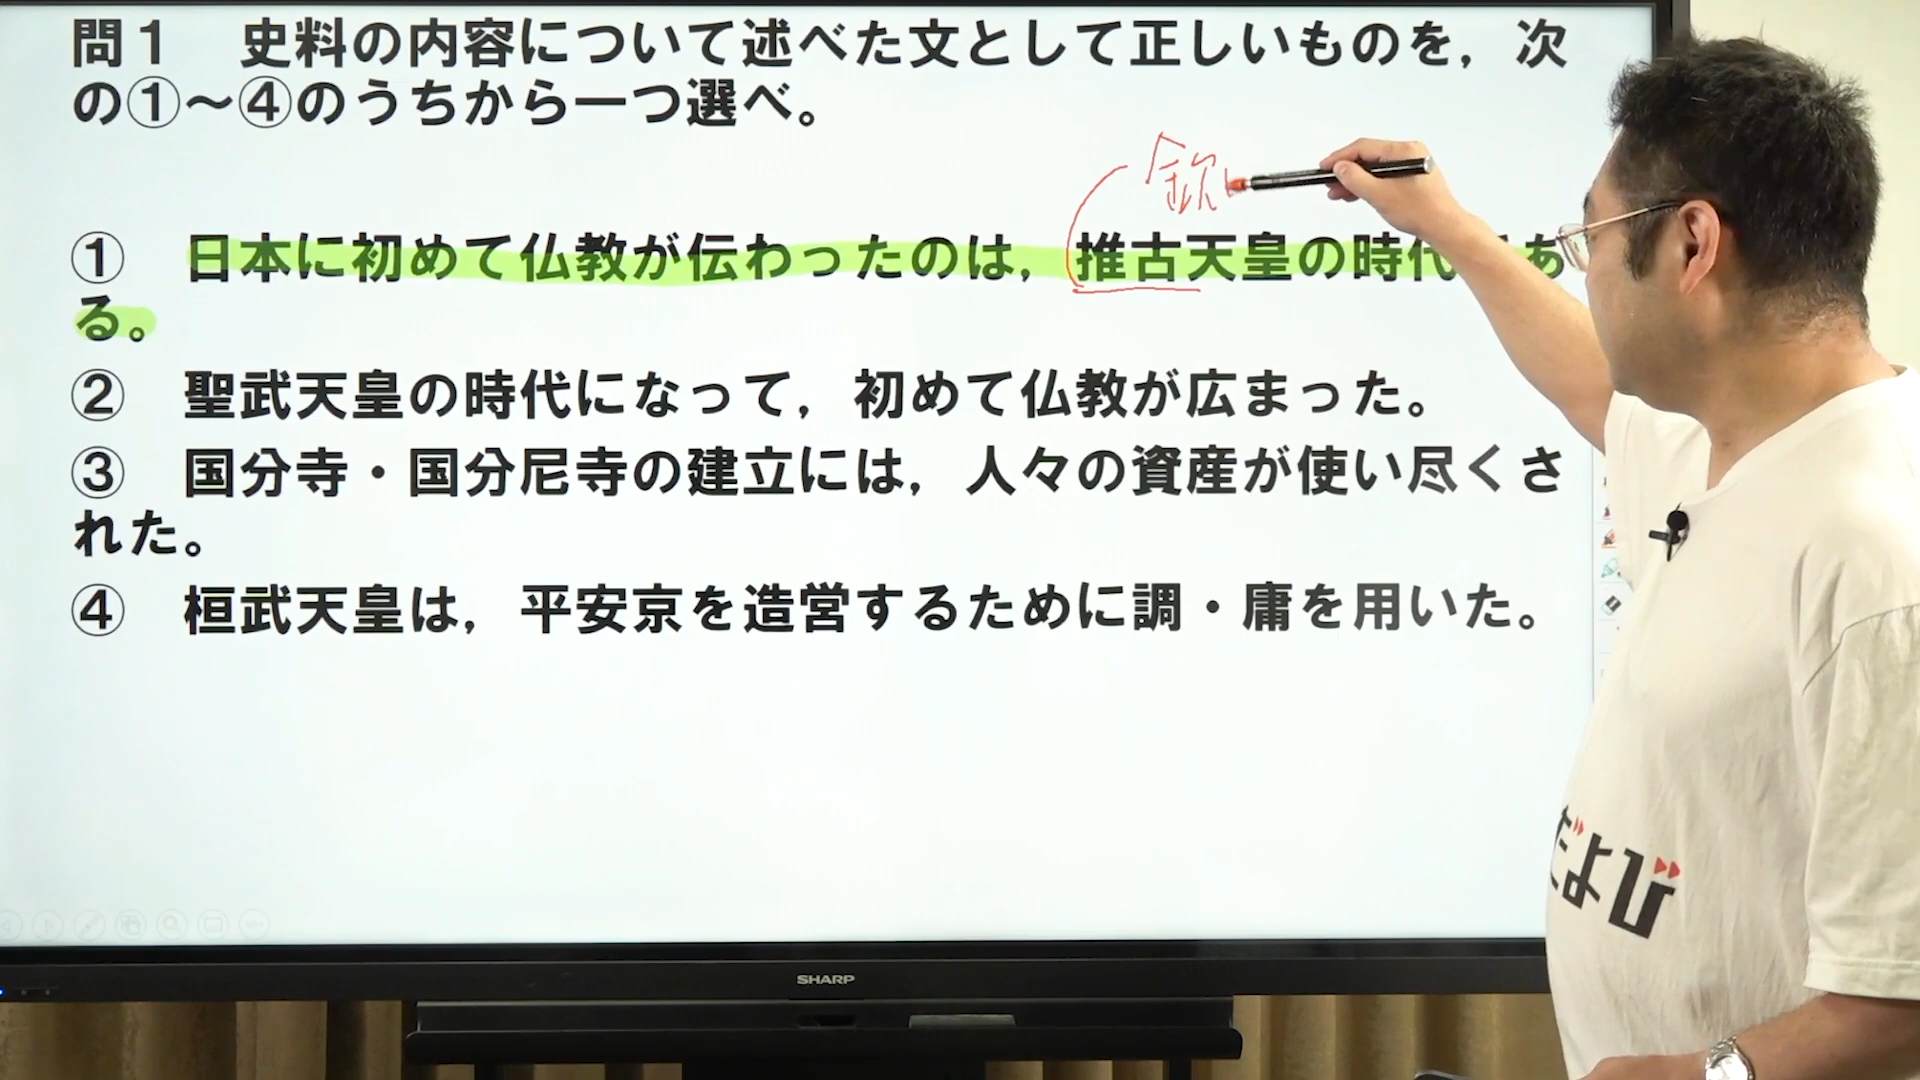 問１　史料の内容について述べた文として正しいものを，次
の①～④のうちから一つ選べ。
欽
①　日本に初めて仏教が伝わったのは，推古天皇の時代であ
る。
②　聖武天皇の時代になって，初めて仏教が広まった。
③　国分寺・国分尼寺の建立には，人々の資産が使い尽くさ
れた。
④　桓武天皇は，平安京を造営するために調・庸を用いた。
だよび
SHARP